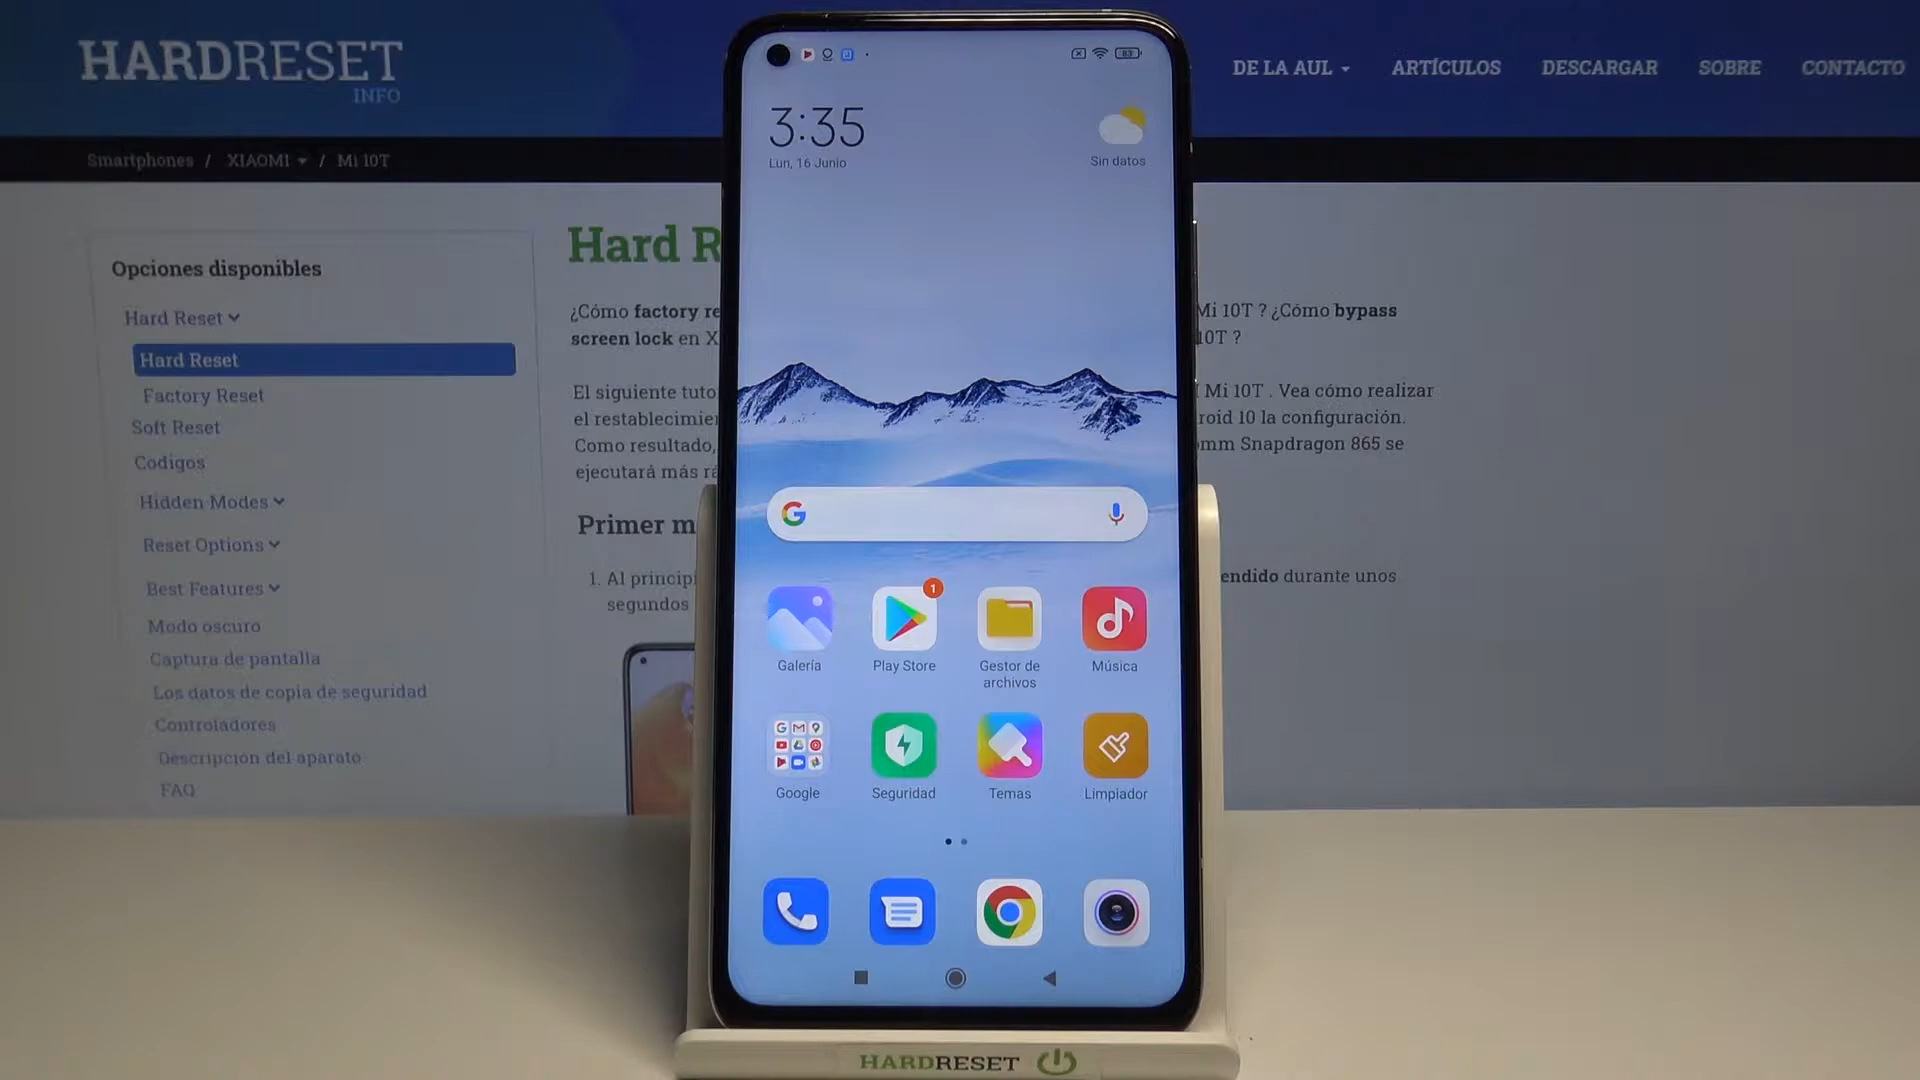 HARDRESET
INFO
DE LA AUL
ARTÍCULOS
DESCARGAR
SOBRE
CONTACTO
Smartphones / XIAOMI / Mi 10T
Opciones disponibles
Hard Reset
Hard Reset
Factory Reset
Soft Reset
Codigos
Hidden Modes
Reset Options
Best Features
Modo oscuro
Captura de pantalla
Los datos de copia de seguridad
Controladores
Descripción del aparato
FAQ
Hard R
¿Cómo factory re
Mi 10T ? ¿Cómo bypass
screen lock en X
10T ?
El siguiente tuto
Mi 10T . Vea cómo realizar
el restablecimie
roid 10 la configuración.
Como resultado,
mm Snapdragon 865 se
ejecutará más rá
Primer m
1. Al principi
endido durante unos
segundos
83
3:35
Lun, 16 Junio
Sin datos
1
Galería
Play Store
Gestor de
archivos
Música
Google
Seguridad
Temas
Limpiador
HARDRESET